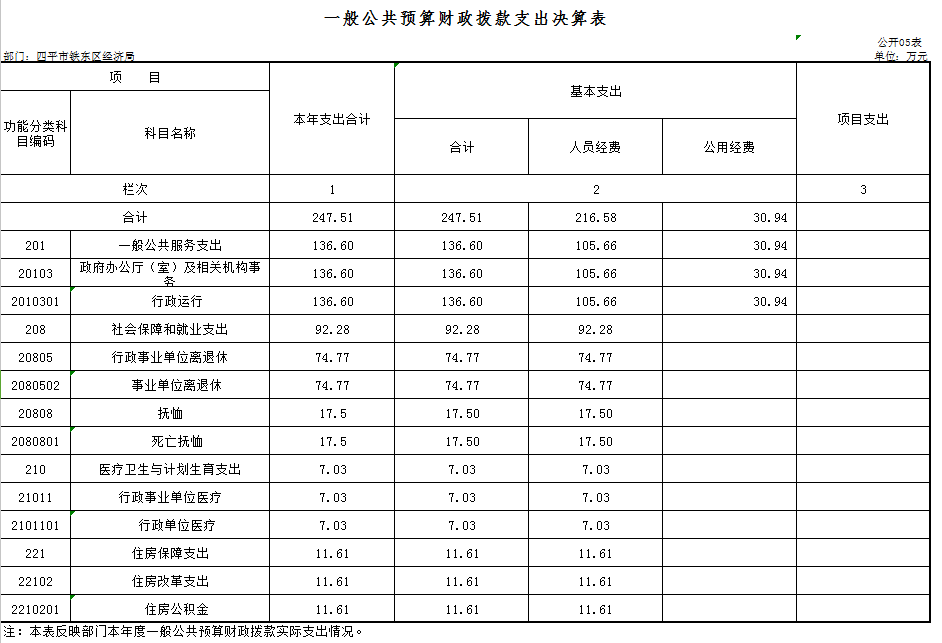 一般公共预算财政拨款支出决算表
公开05表
部门：四平市铁东区经济局 单位：万元
项 目 本年支出合计 基本支出 项目支出
功能分类科目编码 科目名称 合计 人员经费 公用经费
栏次 1 2 3
合计 247.51 247.51 216.58 30.94
201 一般公共服务支出 136.60 136.60 105.66 30.94
20103 政府办公厅（室）及相关机构事务 136.60 136.60 105.66 30.94
2010301 行政运行 136.60 136.60 105.66 30.94
208 社会保障和就业支出 92.28 92.28 92.28
20805 行政事业单位离退休 74.77 74.77 74.77
2080502 事业单位离退休 74.77 74.77 74.77
20808 抚恤 17.5 17.50 17.50
2080801 死亡抚恤 17.5 17.50 17.50
210 医疗卫生与计划生育支出 7.03 7.03 7.03
21011 行政事业单位医疗 7.03 7.03 7.03
2101101 行政单位医疗 7.03 7.03 7.03
221 住房保障支出 11.61 11.61 11.61
22102 住房改革支出 11.61 11.61 11.61
2210201 住房公积金 11.61 11.61 11.61
注：本表反映部门本年度一般公共预算财政拨款实际支出情况。